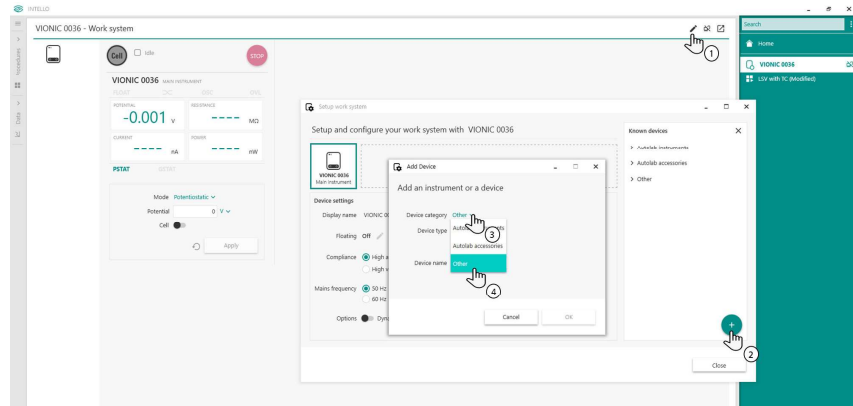 INTELLO
VIONIC 0036 - Work system
Procedures
Data
Cell
Idle
STOP
VIONIC 0036 MAIN INSTRUMENT
POTENTIAL
-0.001 V
RESISTANCE
---- MΩ
CURRENT
---- nA
POWER
---- nW
PSTAT
Mode Potentiostatic
Potential 0 V
Cell
Apply
1
Search
Home
VIONIC 0036
LSV with TC (Modified)
Setup work system
Setup and configure your work system with VIONIC 0036
VIONIC 0036
Main instrument
Device settings
Display name VIONIC 00
Floating Off
Compliance High
High
Mains frequency 50 Hz
60 Hz
Options
Add Device
Add an instrument or a device
Device category Other
Device type
3
Autolab accessories
Device name Other
4
Cancel OK
Known devices
Autolab instruments
Autolab accessories
Other
+
2
Close